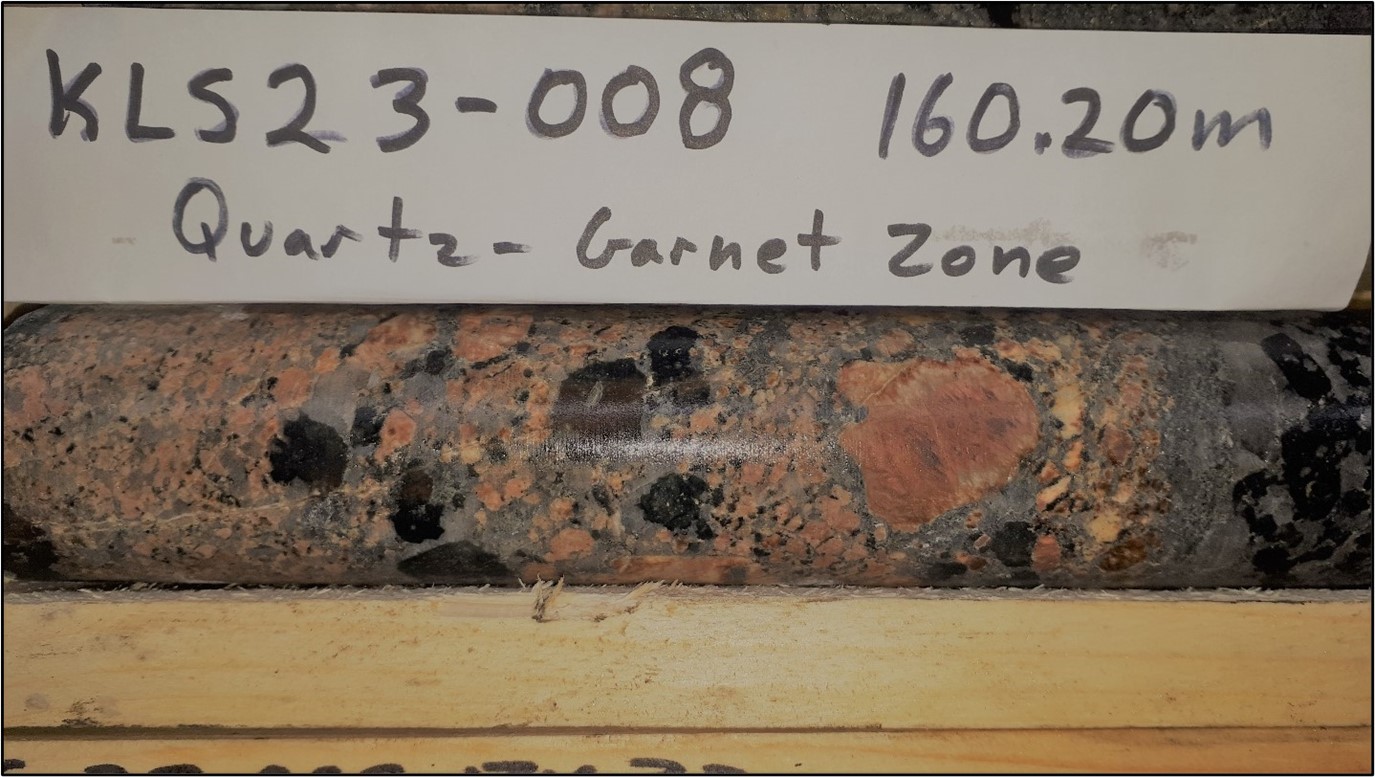 KLS23-008 160.20m
Quartz- Garnet Zone